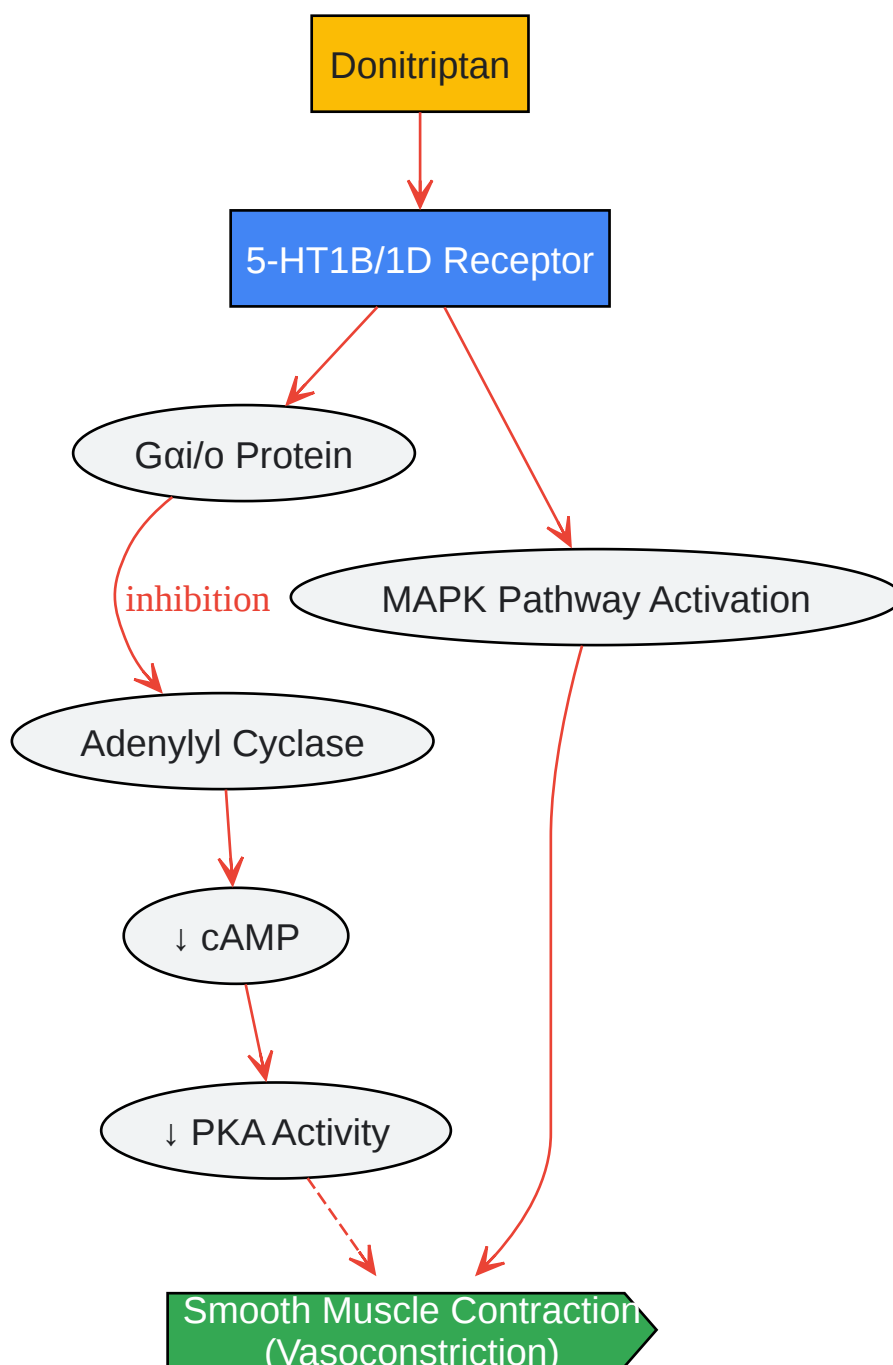 Donitriptan
5-HT1B/1D Receptor
Gαi/o Protein
inhibition
MAPK Pathway Activation
Adenylyl Cyclase
↓ cAMP
↓ PKA Activity
Smooth Muscle Contraction
(Vasoconstriction)